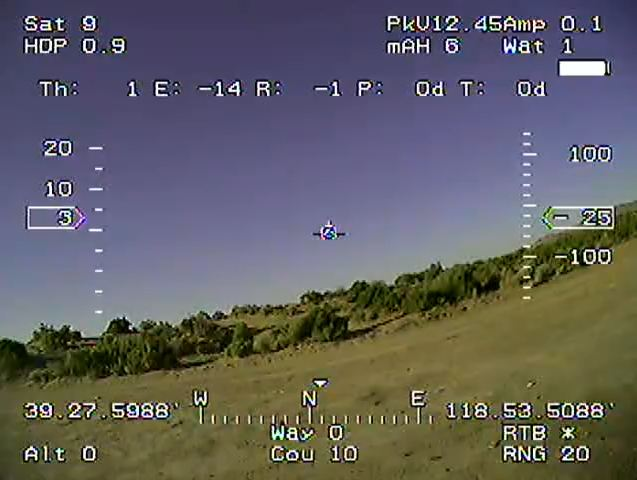 Sat 9
HDP 0.9
PkV12.45Amp 0.1
mAH 6 Wat 1
Th: 1 E: -14 R: -1 P: 0d T: 0d
20
10
3
100
- 25
-100
W N E
39.27.5988' 118.53.5088'
Way 0
RTB *
Alt 0
Cou 10
RNG 20